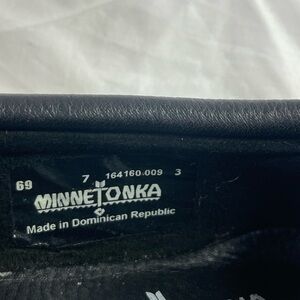 69 7 164160-009 3
MINNETONKA
Made in Dominican Republic